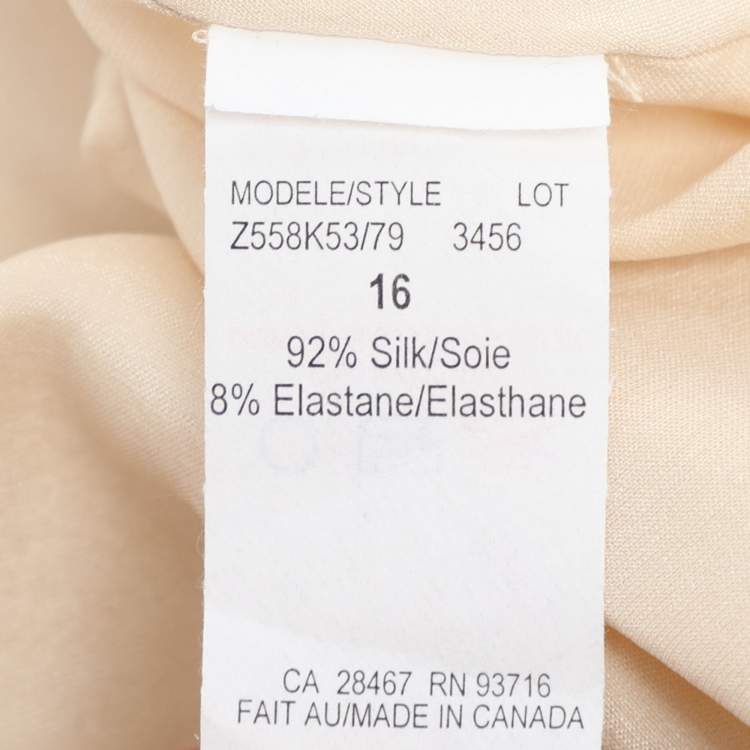 MODELE/STYLE LOT
Z558K53/79 3456
16
92% Silk/Soie
8% Elastane/Elasthane
CA 28467 RN 93716
FAIT AU/MADE IN CANADA